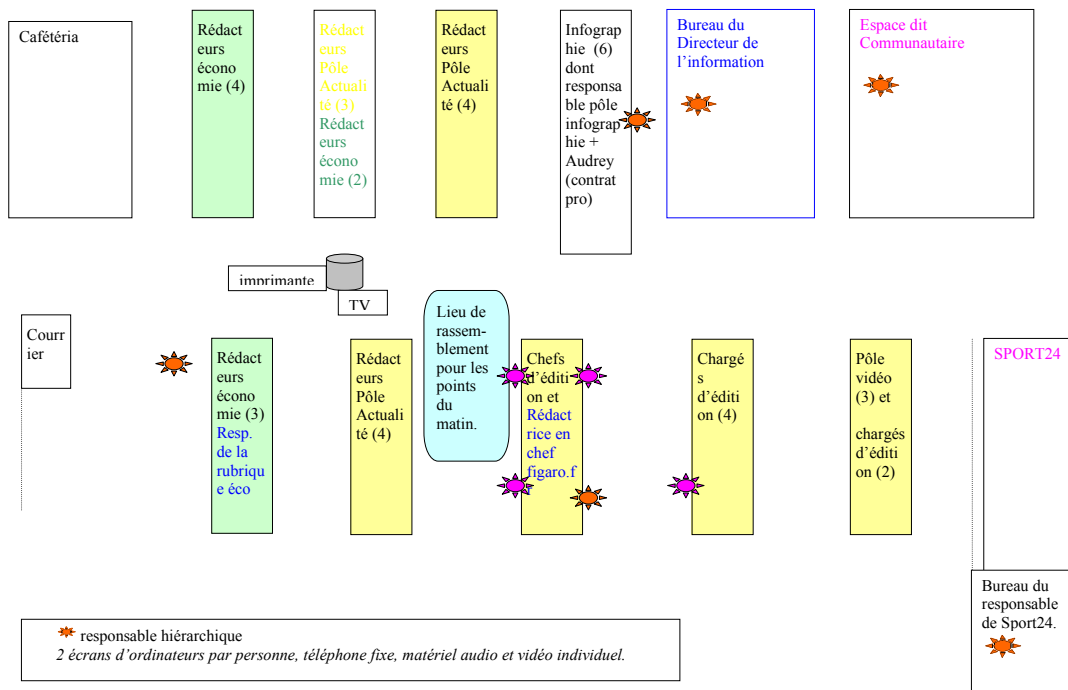 Cafétéria
Rédact
eurs
écono
mie (4)
Rédact
eurs
Pôle
Actuali
té (3)
Rédact
eurs
écono
mie (2)
Rédact
eurs
Pôle
Actuali
té (4)
Infograp
hie  (6)
dont
responsa
ble pôle
infograp
hie +
Audrey
(contrat
pro)
Bureau du
Directeur de
l’information
Espace dit
Communautaire
imprimante
TV
Lieu de
rassem-
blement
pour les
points
du
matin.
Courr
ier
Rédact
eurs
écono
mie (3)
Resp.
de la
rubriqu
e éco
Rédact
eurs
Pôle
Actuali
té (4)
Chefs
d’éditi
on et
Rédact
rice en
chef
figaro.f
r
Chargé
s
d’éditi
on (4)
Pôle
vidéo
(3) et
chargés
d’éditi
on (2)
SPORT24
Bureau du
responsable
de Sport24.
responsable hiérarchique
2 écrans d’ordinateurs par personne, téléphone fixe, matériel audio et vidéo individuel.